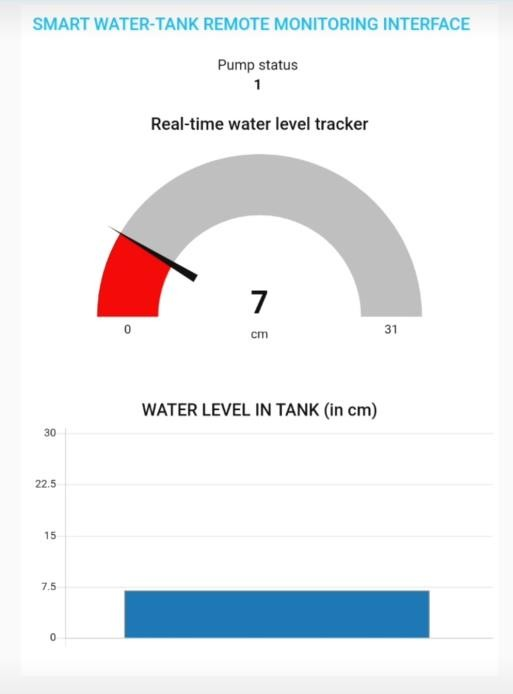 SMART WATER-TANK REMOTE MONITORING INTERFACE
Pump status
1
Real-time water level tracker
7
0
cm
31
WATER LEVEL IN TANK (in cm)
30
22.5
15
7.5
0